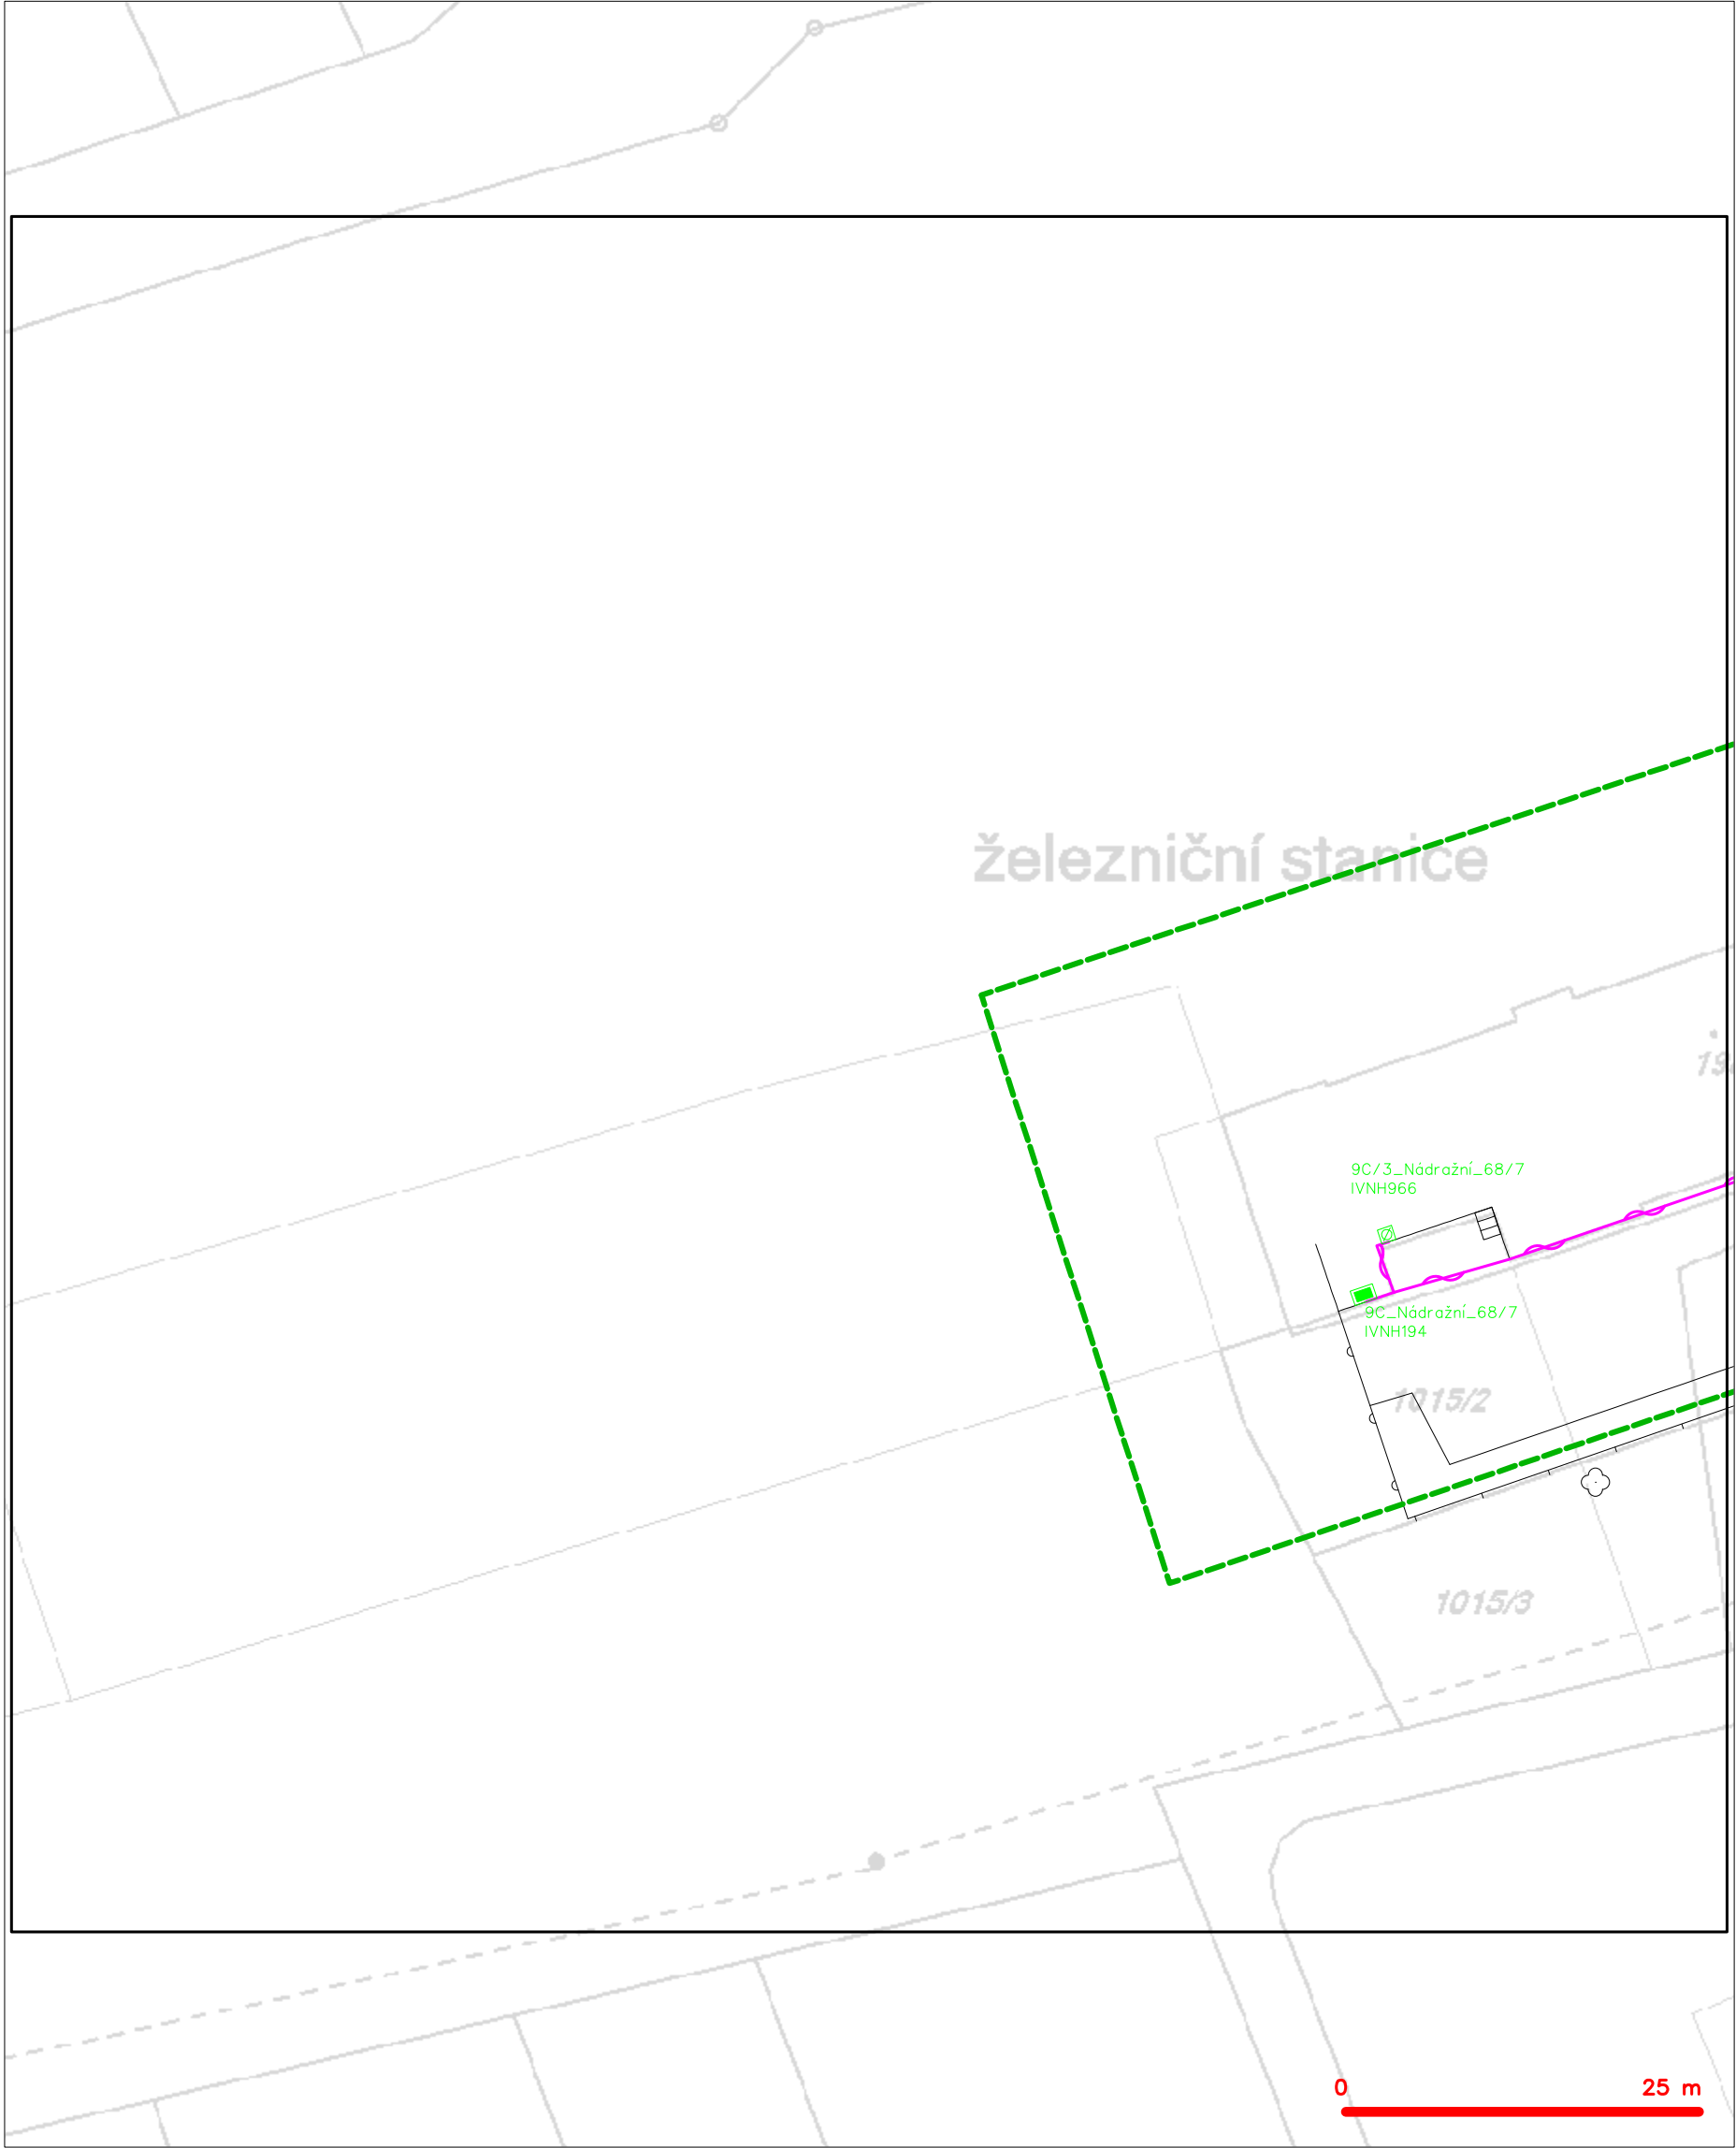 železniční stanice
9C/3_Nádražní_68/7
IVNH966
9C_Nádražní_68/7
IVNH194
1015/2
1015/3
0 25 m